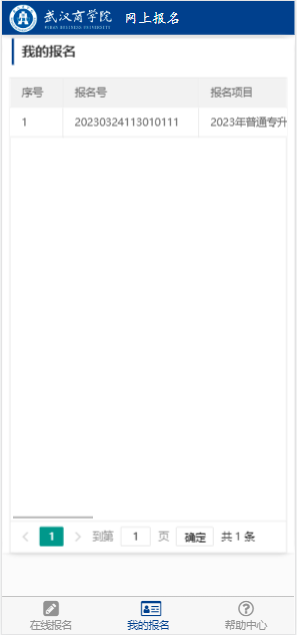 武汉商学院 网上报名
WUHAN BUSINESS UNIVERSITY
我的报名
序号 报名号 报名项目
1 20230324113010111 2023年普通专升
1 到第 1 页 确定 共 1 条
在线报名 我的报名 帮助中心